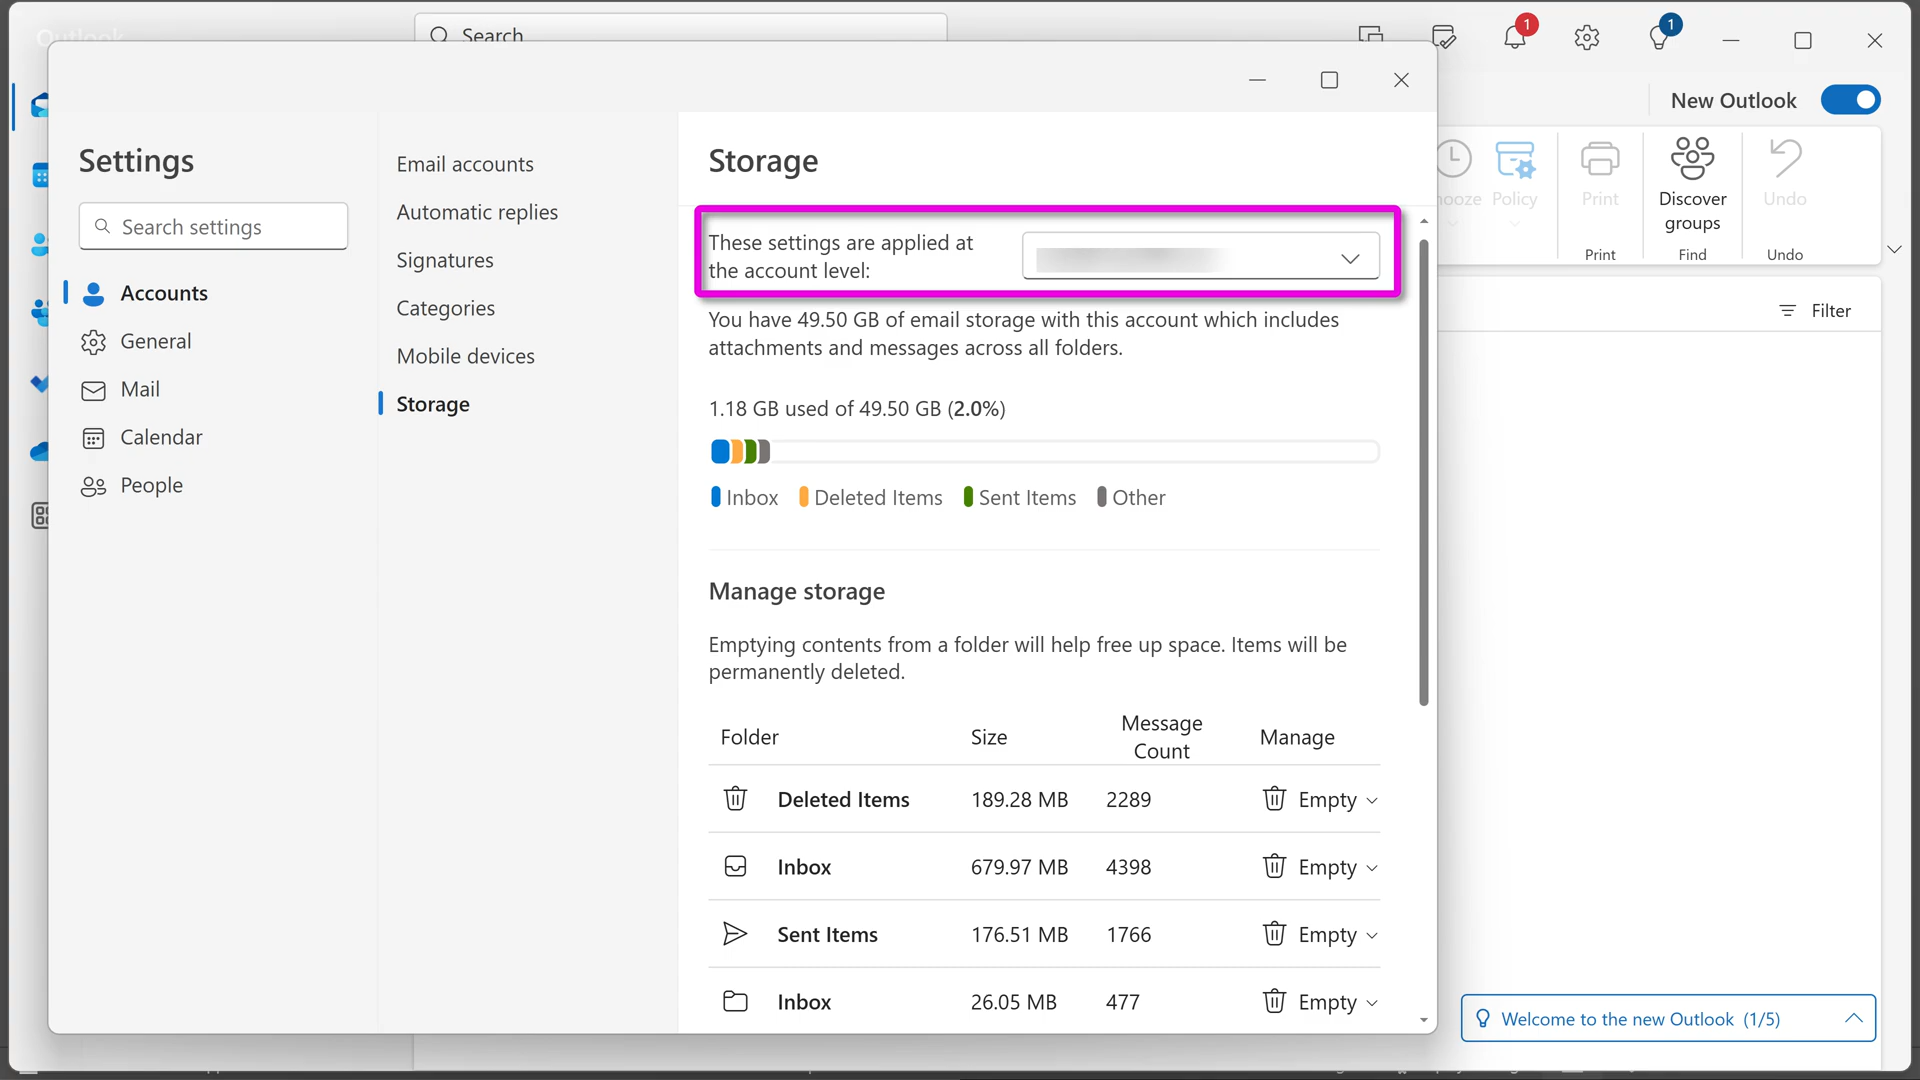 Outlook
Search
1
1
New Outlook
Settings
Search settings
Accounts
General
Mail
Calendar
People
Email accounts
Automatic replies
Signatures
Categories
Mobile devices
Storage
Storage
These settings are applied at
the account level:
You have 49.50 GB of email storage with this account which includes
attachments and messages across all folders.
1.18 GB used of 49.50 GB (2.0%)
Inbox Deleted Items Sent Items Other
Manage storage
Emptying contents from a folder will help free up space. Items will be
permanently deleted.
Folder Size Message Count Manage
Deleted Items 189.28 MB 2289 Empty
Inbox 679.97 MB 4398 Empty
Sent Items 176.51 MB 1766 Empty
Inbox 26.05 MB 477 Empty
Policy Print Discover groups Undo
Print Find Undo
Filter
Welcome to the new Outlook (1/5)